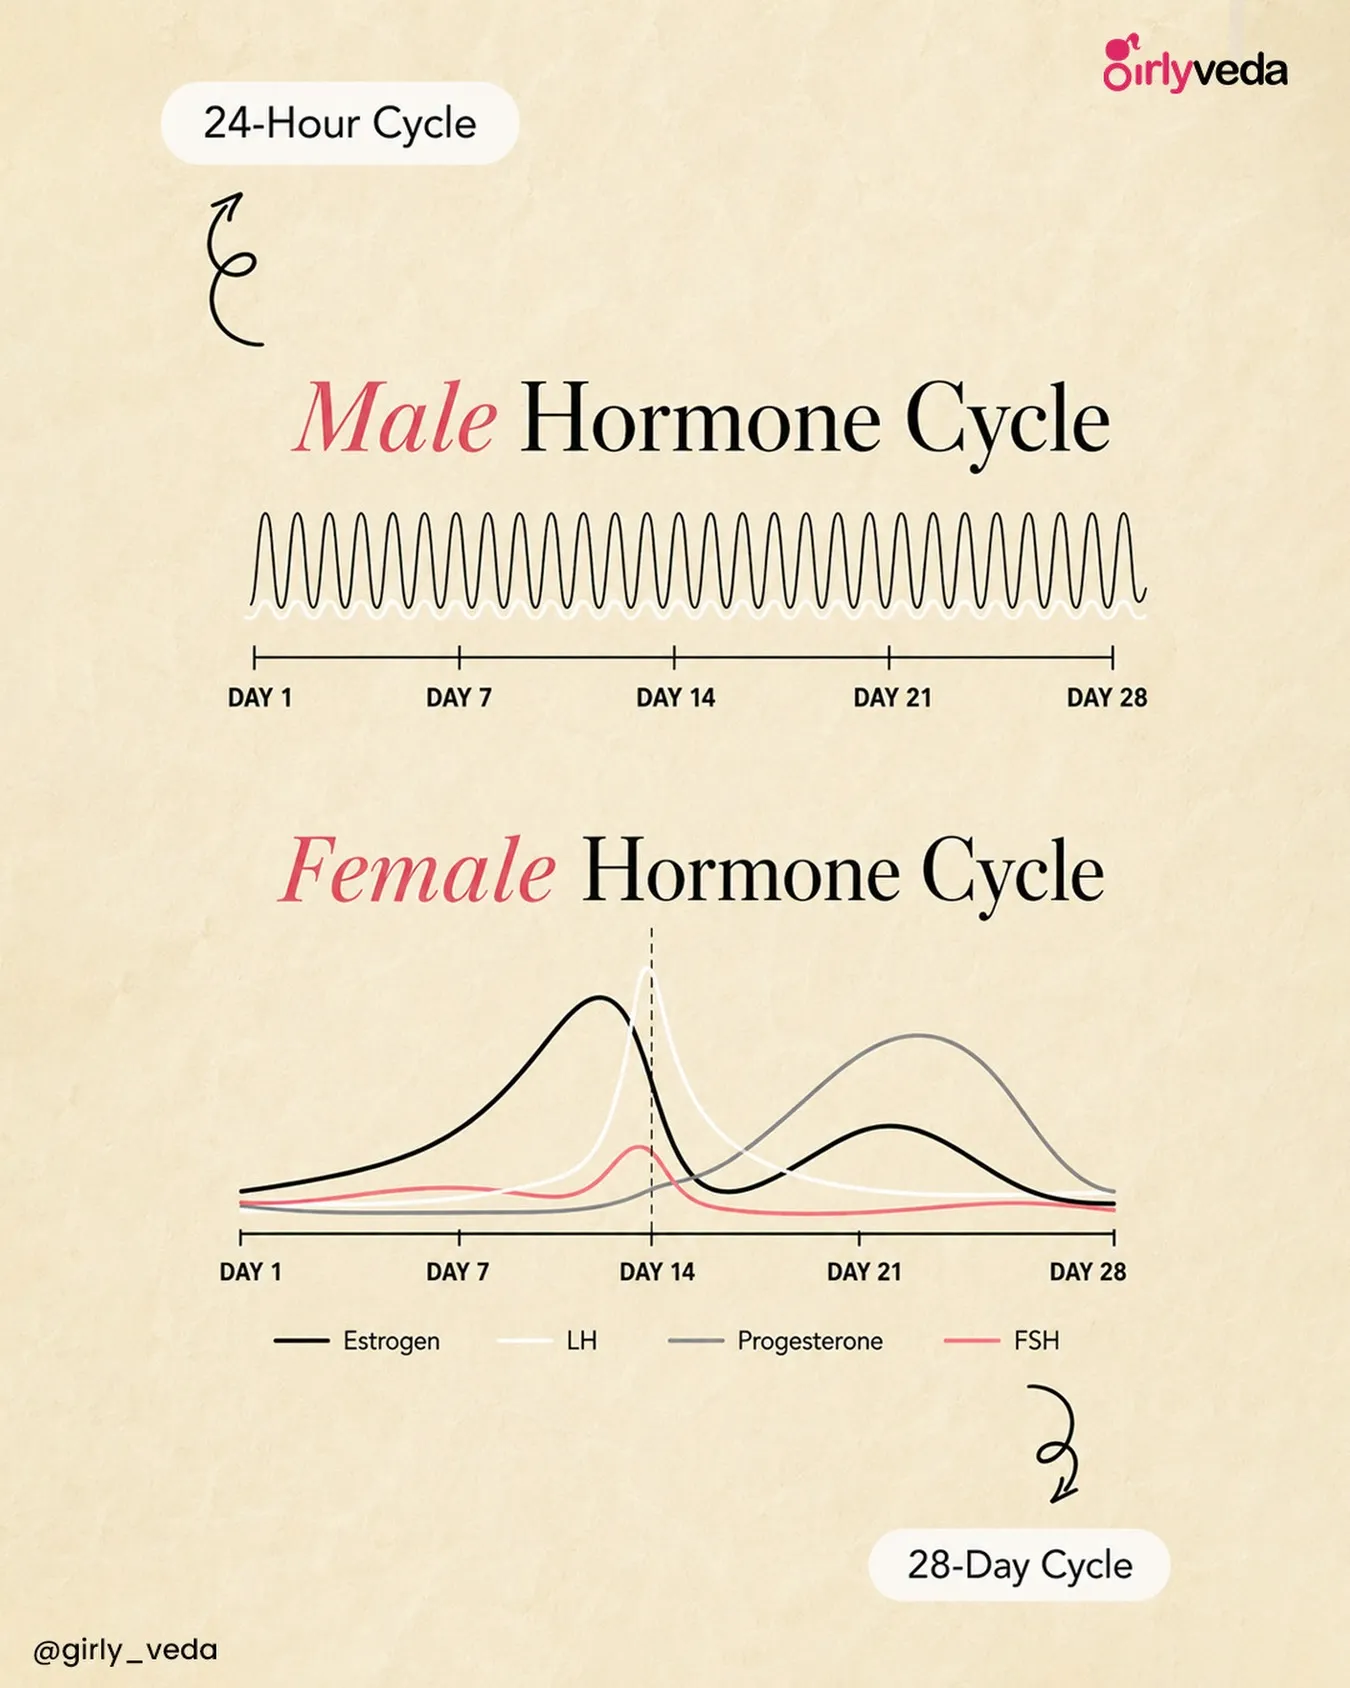 girlyveda
24-Hour Cycle
Male Hormone Cycle
DAY 1 DAY 7 DAY 14 DAY 21 DAY 28
Female Hormone Cycle
DAY 1 DAY 7 DAY 14 DAY 21 DAY 28
Estrogen LH Progesterone FSH
28-Day Cycle
@girly_veda